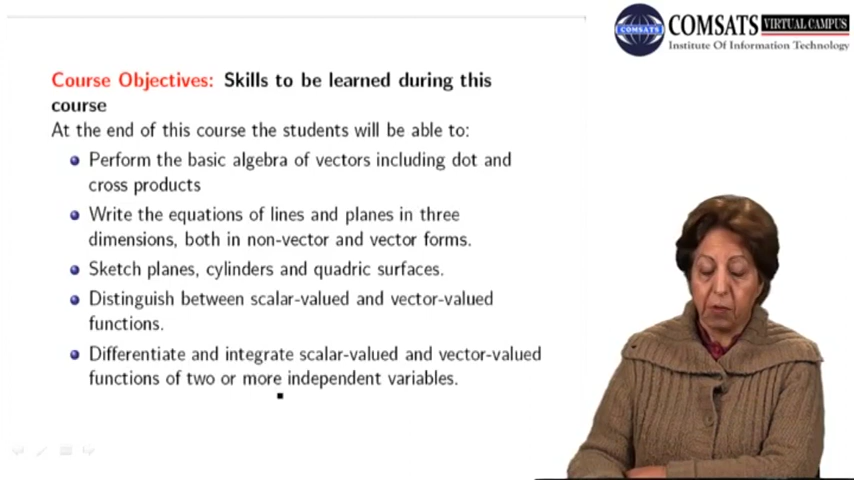 COMSATS VIRTUAL CAMPUS
Institute Of Information Technology
COMSATS
Course Objectives: Skills to be learned during this
course
At the end of this course the students will be able to:
Perform the basic algebra of vectors including dot and
cross products
Write the equations of lines and planes in three
dimensions, both in non-vector and vector forms.
Sketch planes, cylinders and quadric surfaces.
Distinguish between scalar-valued and vector-valued
functions.
Differentiate and integrate scalar-valued and vector-valued
functions of two or more independent variables.